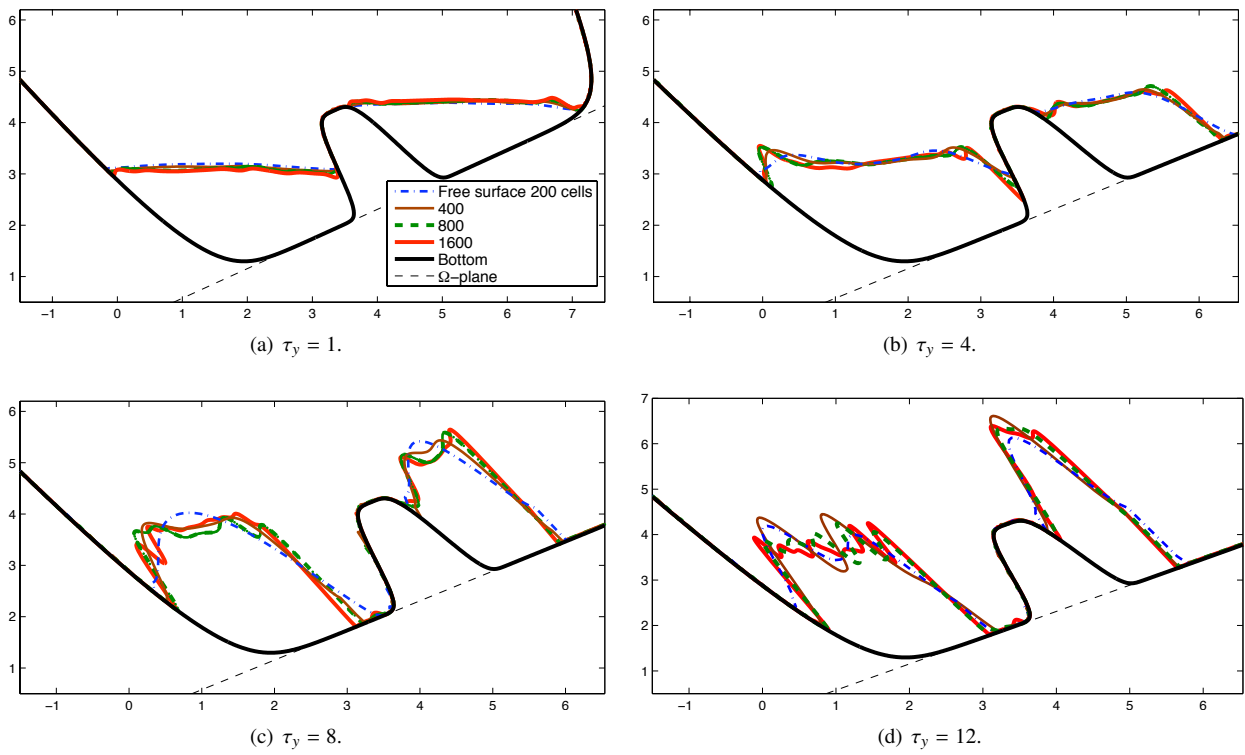 6
5
4
3
2
1
−1 0 1 2 3 4 5 6 7
Free surface 200 cells
400
800
1600
Bottom
Ω−plane
(a) τy = 1.
6
5
4
3
2
1
−1 0 1 2 3 4 5 6
(b) τy = 4.
6
5
4
3
2
1
−1 0 1 2 3 4 5 6
(c) τy = 8.
7
6
5
4
3
2
1
−1 0 1 2 3 4 5 6
(d) τy = 12.